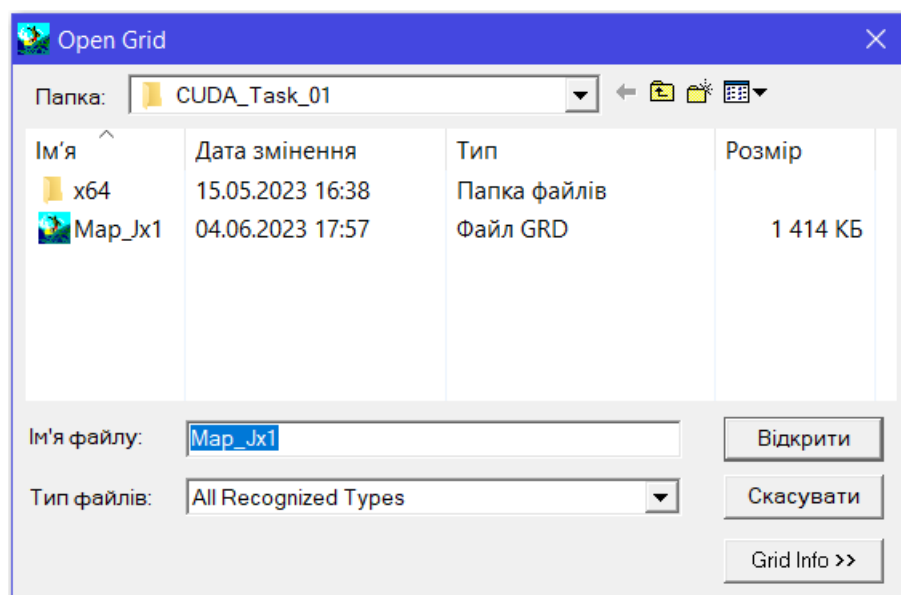 Open Grid
Папка: CUDA_Task_01
Ім’я Дата змінення Тип Розмір
x64 15.05.2023 16:38 Папка файлів
Map_Jx1 04.06.2023 17:57 Файл GRD 1 414 КБ
Ім'я файлу: Map_Jx1 Відкрити
Тип файлів: All Recognized Types Скасувати
Grid Info >>